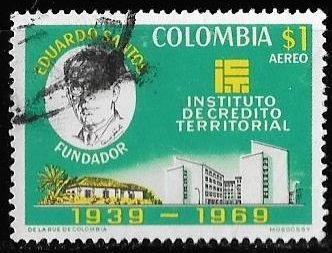 EDUARDO SANTOS
FUNDADOR
COLOMBIA $1
AEREO
INSTITUTO
DE CREDITO
TERRITORIAL
1939 - 1969
DE LA RUE DE COLOMBIA